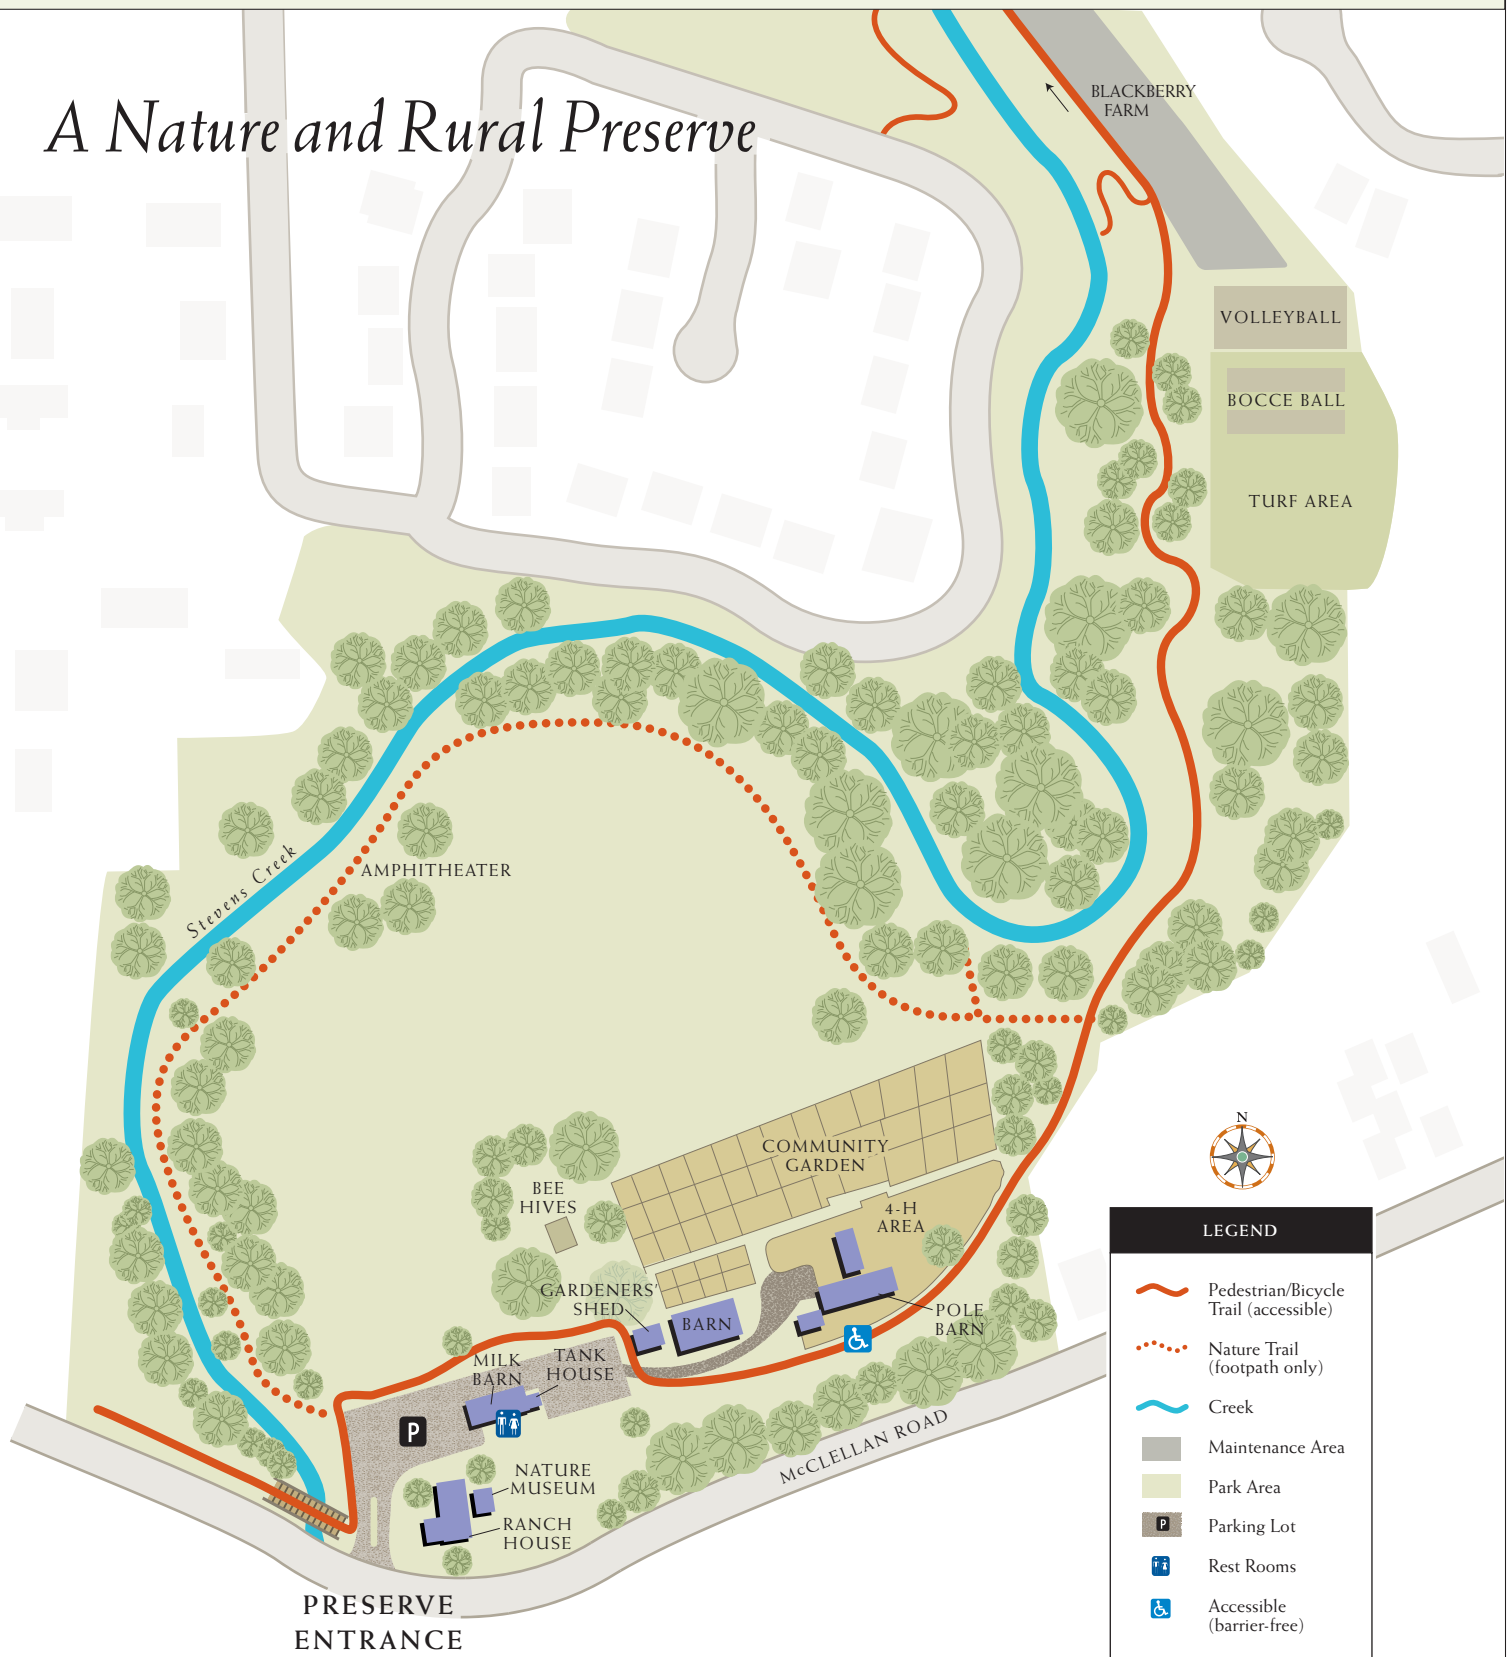 A Nature and Rural Preserve
BLACKBERRY
FARM
VOLLEYBALL
BOCCE BALL
TURF AREA
Stevens Creek
AMPHITHEATER
COMMUNITY
GARDEN
BEE
HIVES
4-H
AREA
GARDENERS'
SHED
BARN
POLE
BARN
MILK
BARN
TANK
HOUSE
P
NATURE
MUSEUM
RANCH
HOUSE
McCLELLAN ROAD
PRESERVE
ENTRANCE
N
LEGEND
Pedestrian/Bicycle
Trail (accessible)
Nature Trail
(footpath only)
Creek
Maintenance Area
Park Area
P
Parking Lot
Rest Rooms
Accessible
(barrier-free)